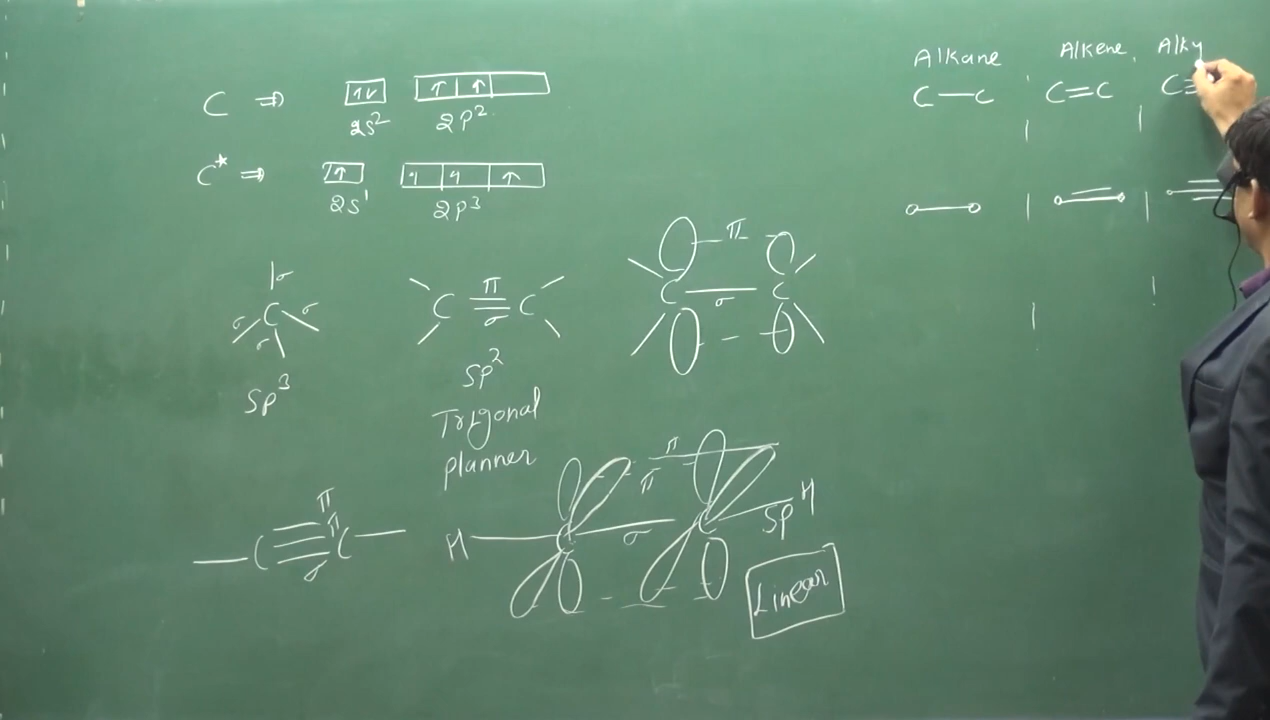 C ⇒ ↑↓ ↑ ↑
2s² 2p²
C* ⇒ ↑ ↑ ↑ ↑
2s¹ 2p³
σ
C σ
σ σ
sp³
π
C = C
σ
sp²
Trigonal
planner
π
C C
σ
π
π
C ≡ C
σ
π
π
H C σ C sp H
Linear
Alkane Alkene Alky
C — C C = C C ≡